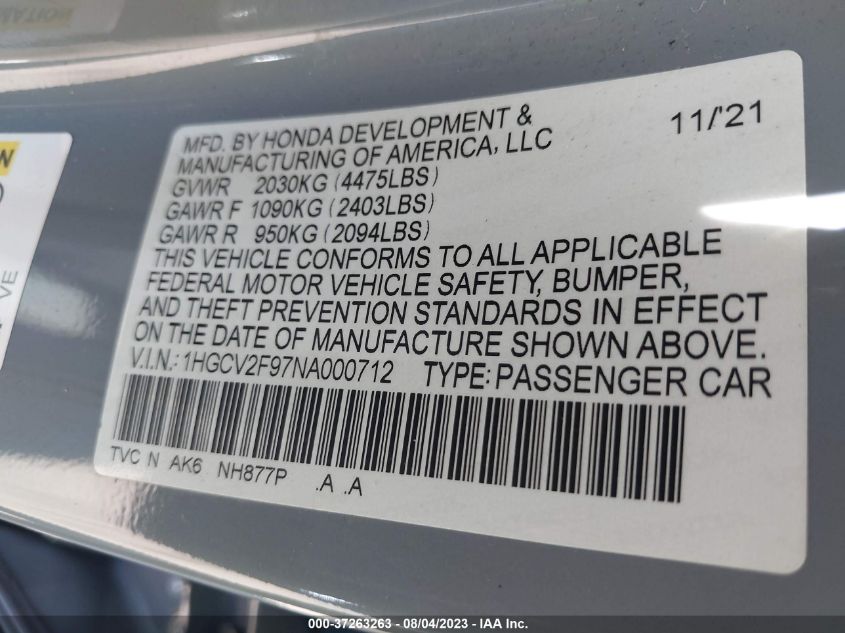 MFD. BY HONDA DEVELOPMENT &
MANUFACTURING OF AMERICA, LLC
11/'21
GVWR 2030KG (4475LBS)
GAWR F 1090KG (2403LBS)
GAWR R 950KG (2094LBS)
THIS VEHICLE CONFORMS TO ALL APPLICABLE
FEDERAL MOTOR VEHICLE SAFETY, BUMPER,
AND THEFT PREVENTION STANDARDS IN EFFECT
ON THE DATE OF MANUFACTURE SHOWN ABOVE.
V.I.N.: 1HGCV2F97NA000712 TYPE: PASSENGER CAR
TVC N AK6 NH877P .A .A
VE
000-37263263 - 08/04/2023 - IAAI, Inc.